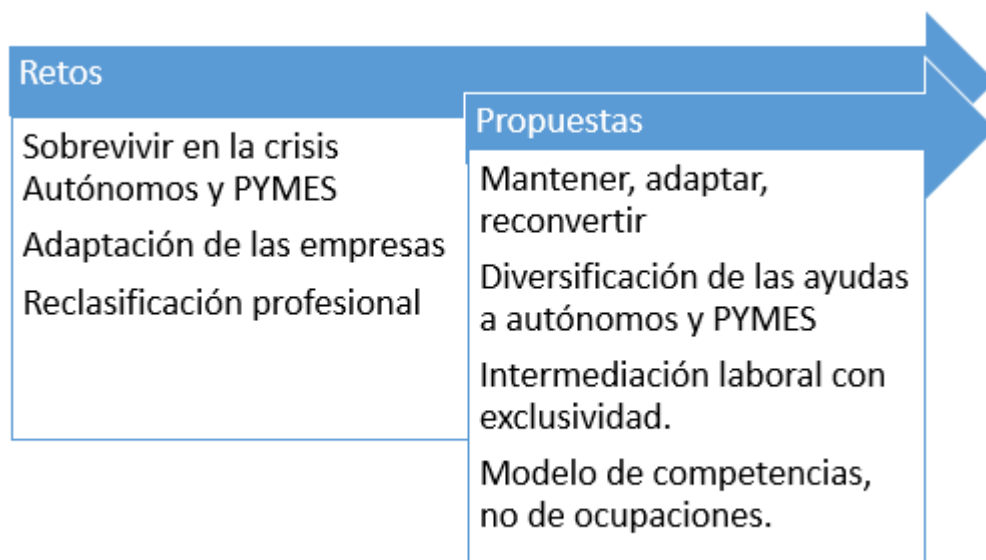 Retos
Sobrevivir en la crisis
Autónomos y PYMES
Adaptación de las empresas
Reclasificación profesional
Propuestas
Mantener, adaptar,
reconvertir
Diversificación de las ayudas
a autónomos y PYMES
Intermediación laboral con
exclusividad.
Modelo de competencias,
no de ocupaciones.